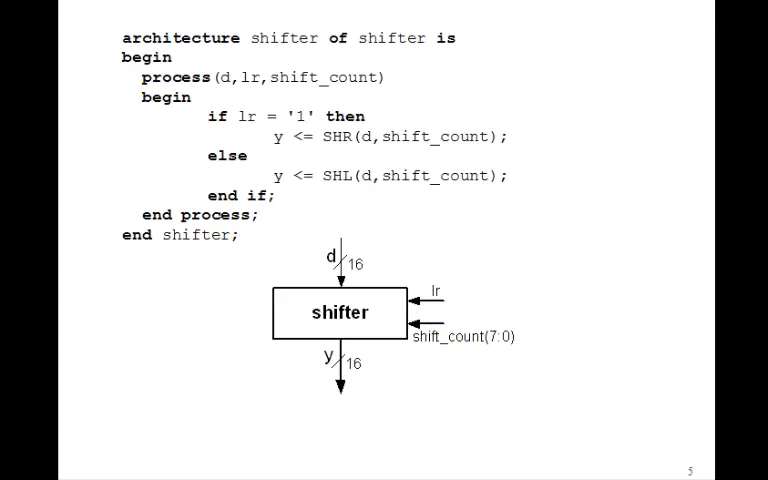 architecture shifter of shifter is
begin
process(d,lr,shift_count)
begin
if lr = '1' then
y <= SHR(d,shift_count);
else
y <= SHL(d,shift_count);
end if;
end process;
end shifter;
d
16
lr
shifter
shift_count(7:0)
y
16
5